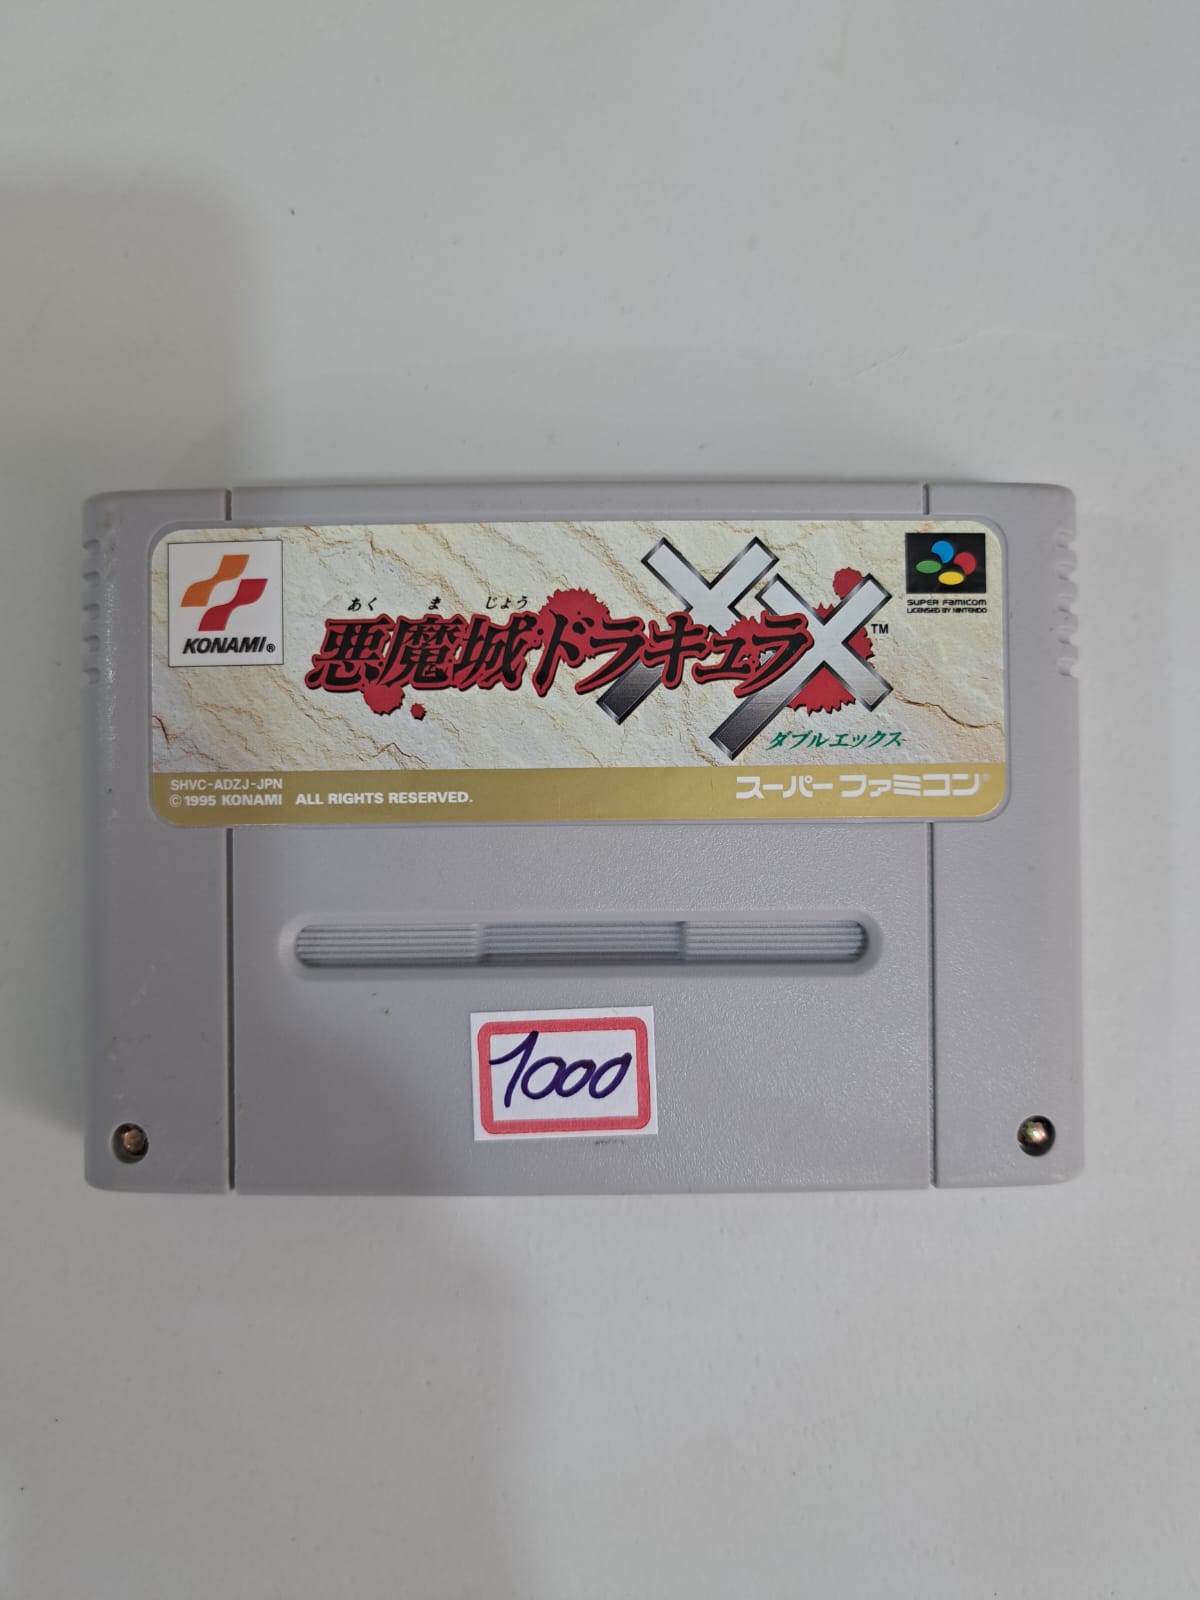 KONAMI®
あくまじょう
悪魔城ドラキュラXX™
ダブルエックス
SUPER FAMICOM
LICENSED BY NINTENDO
SHVC-ADZJ-JPN
© 1995 KONAMI ALL RIGHTS RESERVED.
スーパーファミコン®
1000